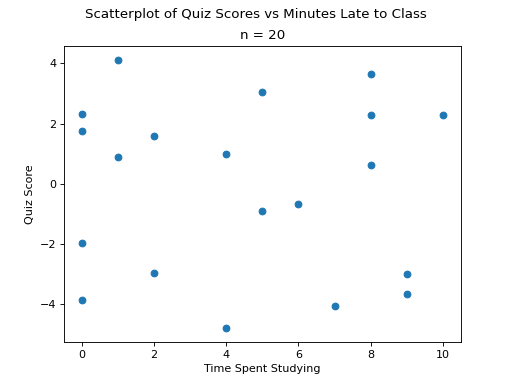 Scatterplot of Quiz Scores vs Minutes Late to Class
n = 20
4
2
0
−2
−4
Quiz Score
0 2 4 6 8 10
Time Spent Studying